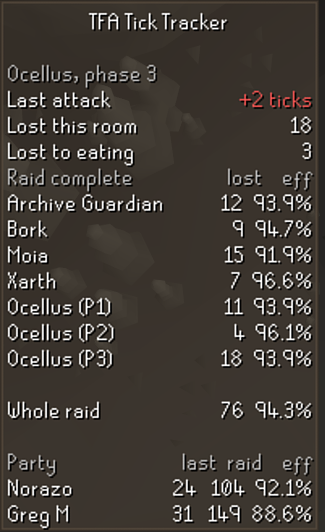 TFA Tick Tracker
Ocellus, phase 3
Last attack +2 ticks
Lost this room 18
Lost to eating 3
Raid complete lost eff
Archive Guardian 12 93.9%
Bork 9 94.7%
Moia 15 91.9%
Xarth 7 96.6%
Ocellus (P1) 11 93.9%
Ocellus (P2) 4 96.1%
Ocellus (P3) 18 93.9%
Whole raid 76 94.3%
Party last raid eff
Norazo 24 104 92.1%
Greg M 31 149 88.6%